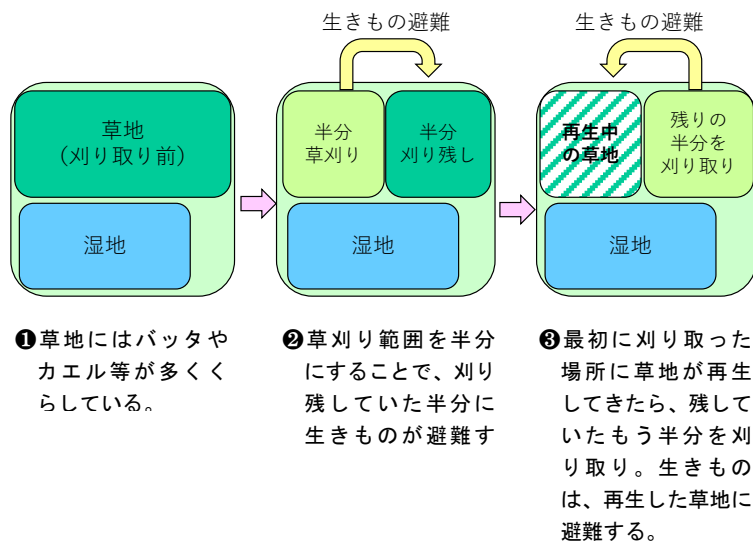 生きもの避難
生きもの避難
草地
(刈り取り前)
湿地
半分
草刈り
半分
刈り残し
湿地
再生中
の草地
残りの
半分を
刈り取り
湿地
❶草地にはバッタや
カエル等が多くく
らしている。
❷草刈り範囲を半分
にすることで、刈り
残していた半分に
生きものが避難す
❸最初に刈り取った
場所に草地が再生
してきたら、残して
いたもう半分を刈
り取り。生きもの
は、再生した草地に
避難する。